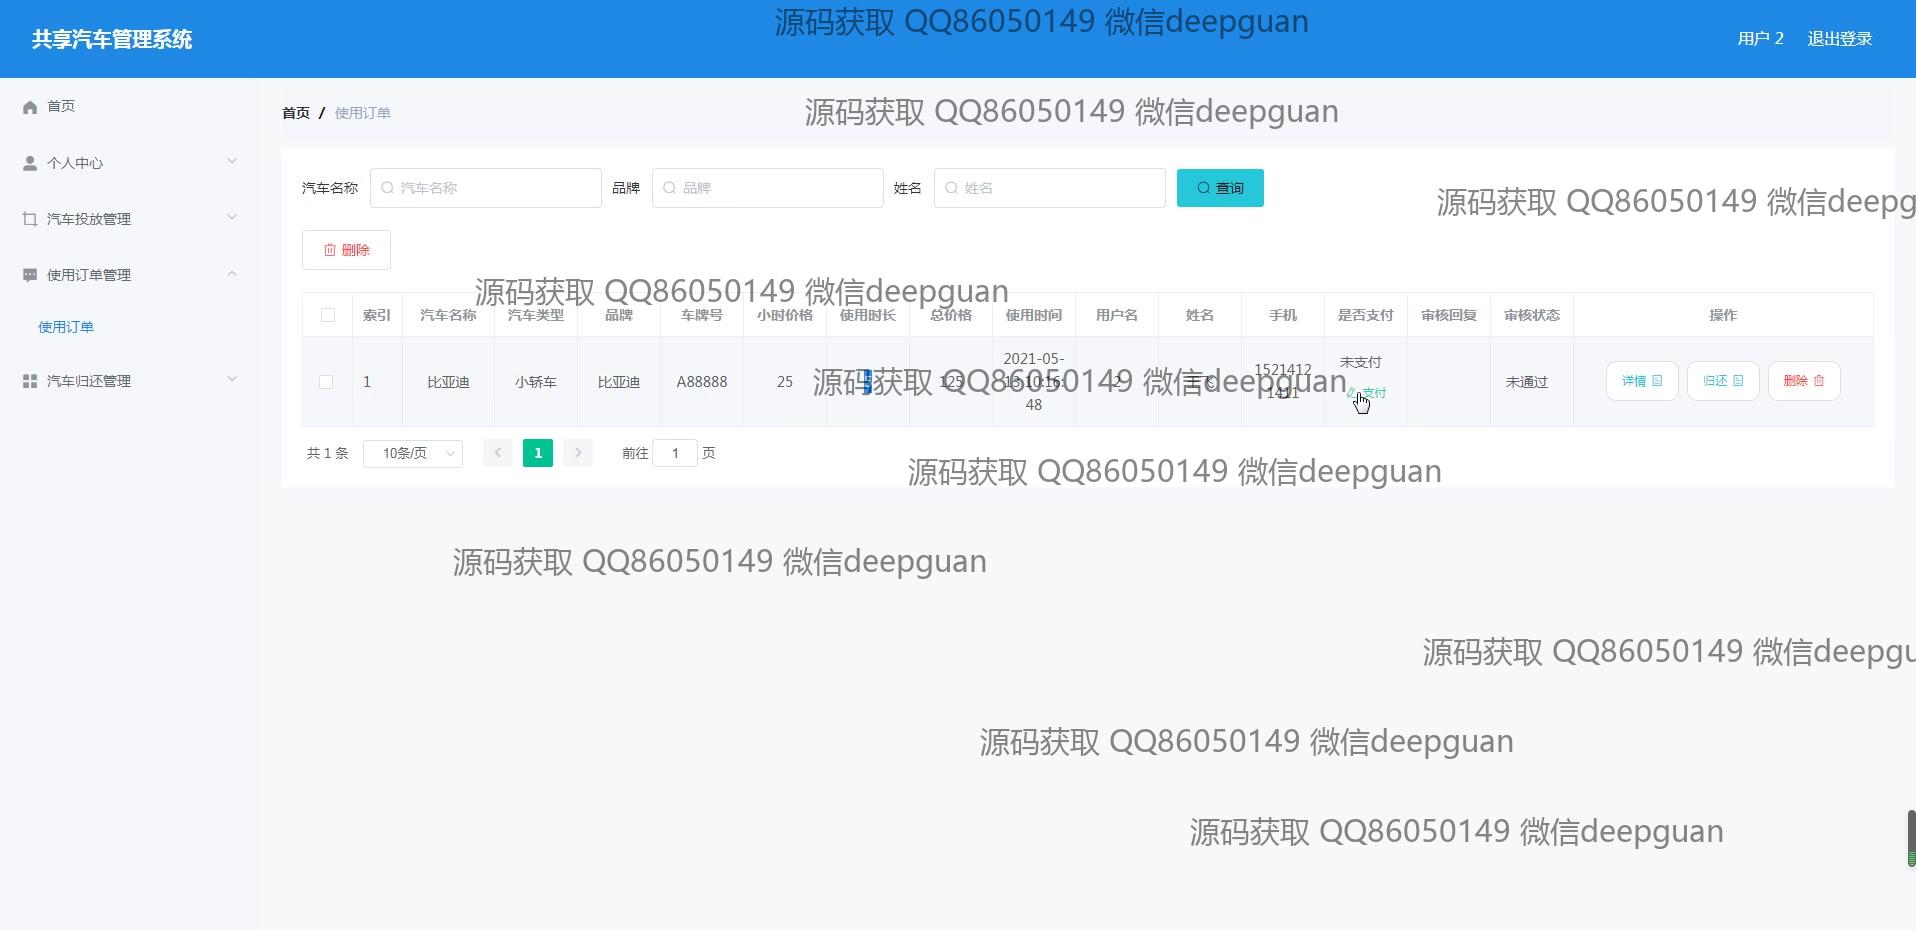 源码获取 QQ86050149 微信deepguan
共享汽车管理系统
用户 2 退出登录
首页
个人中心
汽车投放管理
使用订单管理
使用订单
汽车归还管理
首页 / 使用订单
源码获取 QQ86050149 微信deepguan
汽车名称 汽车名称 品牌 品牌 姓名 姓名 查询
源码获取 QQ86050149 微信deepg
删除
源码获取 QQ86050149 微信deepguan
索引 汽车名称 汽车类型 品牌 车牌号 小时价格 使用时长 总价格 使用时间 用户名 姓名 手机 是否支付 审核回复 审核状态 操作
1 比亚迪 小轿车 比亚迪 A88888 25 5 125 2021-05-13 10:16:48 2 15214121411 未支付 支付 未通过 详情 归还 删除
源码获取 QQ86050149 微信deepguan
共 1 条 10条/页 1 前往 1 页
源码获取 QQ86050149 微信deepguan
源码获取 QQ86050149 微信deepguan
源码获取 QQ86050149 微信deepgu
源码获取 QQ86050149 微信deepguan
源码获取 QQ86050149 微信deepguan